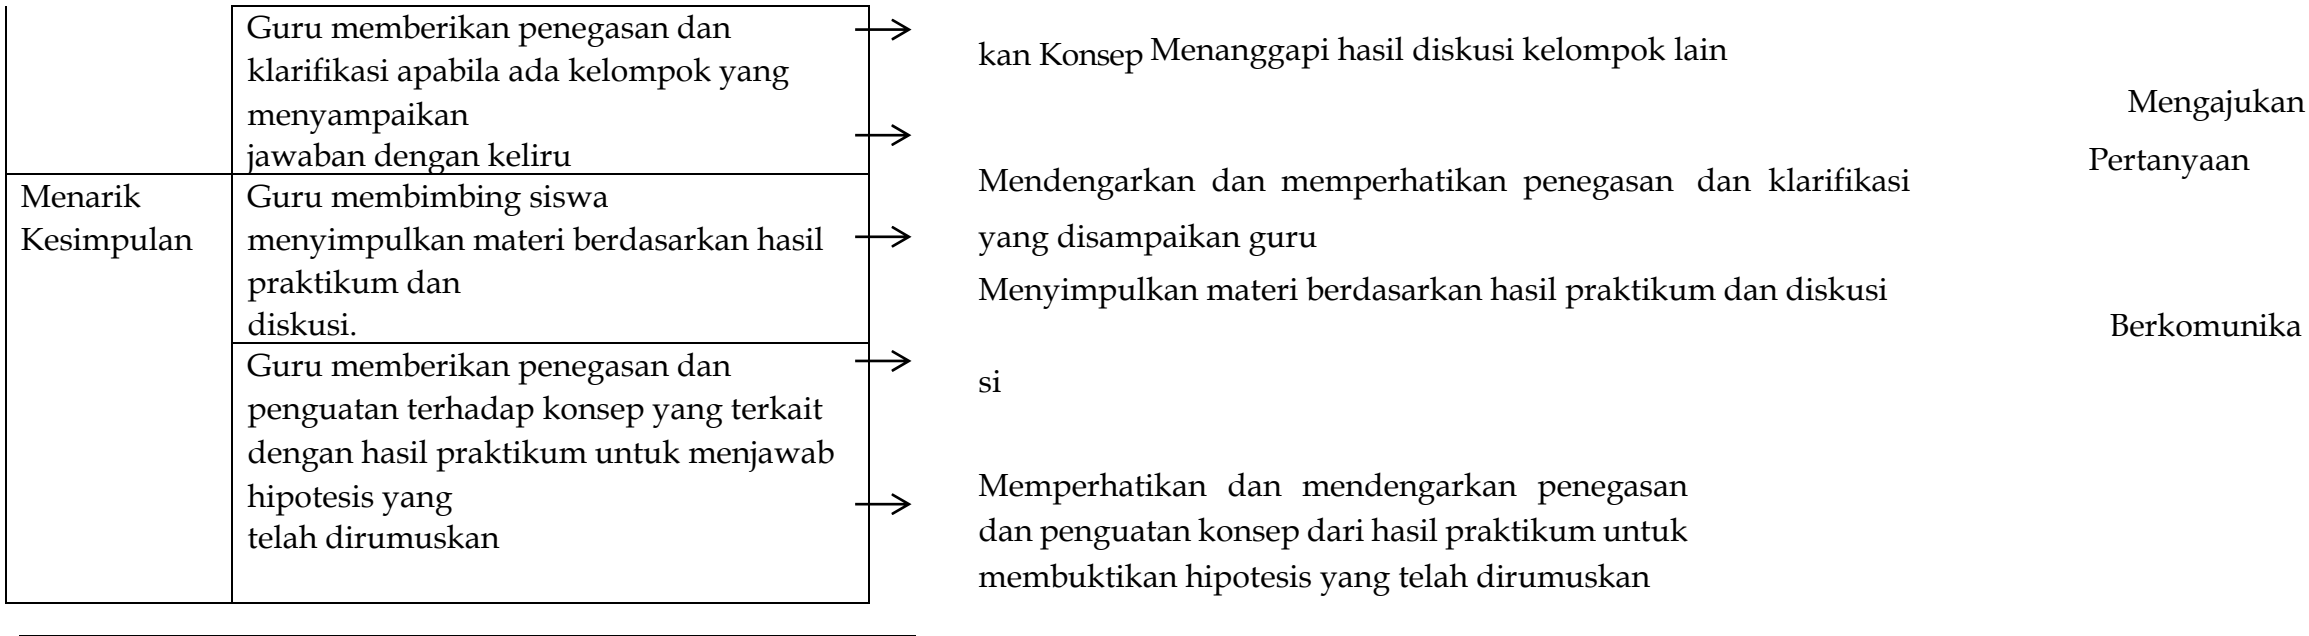 Guru memberikan penegasan dan
klarifikasi apabila ada kelompok yang
menyampaikan
jawaban dengan keliru
Menarik
Kesimpulan
Guru membimbing siswa
menyimpulkan materi berdasarkan hasil
praktikum dan
diskusi.
Guru memberikan penegasan dan
penguatan terhadap konsep yang terkait
dengan hasil praktikum untuk menjawab
hipotesis yang
telah dirumuskan
kan Konsep Menanggapi hasil diskusi kelompok lain
Mengajukan
Pertanyaan
Mendengarkan dan memperhatikan penegasan dan klarifikasi
yang disampaikan guru
Menyimpulkan materi berdasarkan hasil praktikum dan diskusi
Berkomunika
si
Memperhatikan dan mendengarkan penegasan
dan penguatan konsep dari hasil praktikum untuk
membuktikan hipotesis yang telah dirumuskan